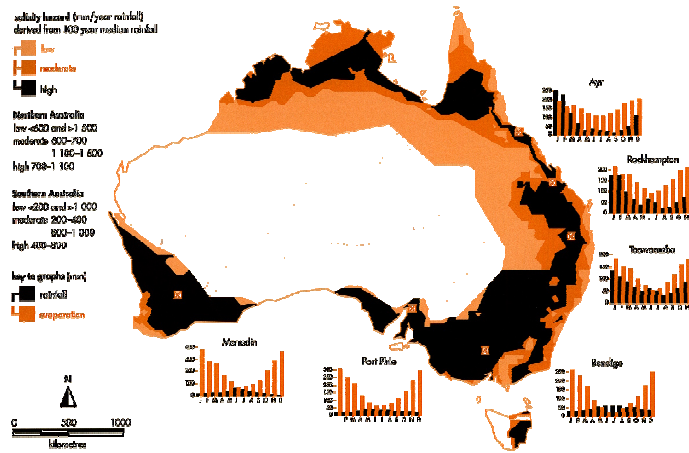 salinity hazard (mm/year rainfall)
derived from 100 year median rainfall
low
moderate
high
Northern Australia
low <600 and >1 500
moderate 600–700
1 100–1 500
high 700–1 100
Southern Australia
low <200 and >1 000
moderate 200–400
800–1 000
high 400–800
key to graphs (mm)
rainfall
evaporation
N
0 500 1000
kilometres
Ayr
J F M A M J J A S O N D
Rockhampton
J F M A M J J A S O N D
Toowoomba
J F M A M J J A S O N D
Bendigo
J F M A M J J A S O N D
Port Pirie
J F M A M J J A S O N D
Merredin
J F M A M J J A S O N D